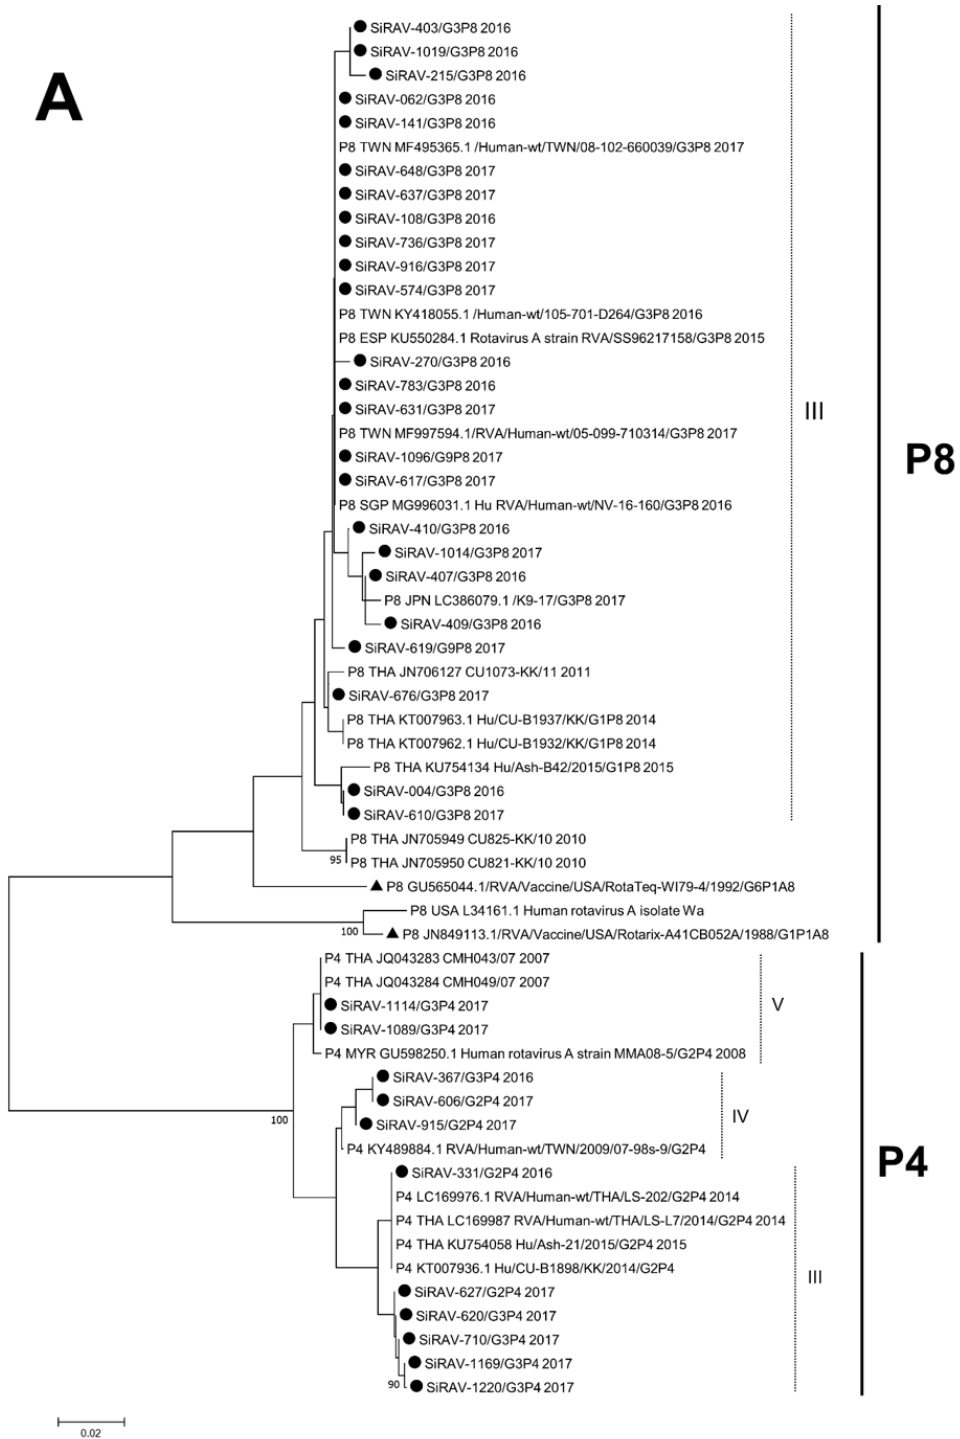 A
SiRAV-403/G3P8 2016
SiRAV-1019/G3P8 2016
SiRAV-215/G3P8 2016
SiRAV-062/G3P8 2016
SiRAV-141/G3P8 2016
P8 TWN MF495365.1 /Human-wt/TWN/08-102-660039/G3P8 2017
SiRAV-648/G3P8 2017
SiRAV-637/G3P8 2017
SiRAV-108/G3P8 2016
SiRAV-736/G3P8 2017
SiRAV-916/G3P8 2017
SiRAV-574/G3P8 2017
P8 TWN KY418055.1 /Human-wt/105-701-D264/G3P8 2016
P8 ESP KU550284.1 Rotavirus A strain RVA/SS96217158/G3P8 2015
SiRAV-270/G3P8 2016
SiRAV-783/G3P8 2016
SiRAV-631/G3P8 2017
III
P8 TWN MF997594.1/RVA/Human-wt/05-099-710314/G3P8 2017
SiRAV-1096/G9P8 2017
P8
SiRAV-617/G3P8 2017
P8 SGP MG996031.1 Hu RVA/Human-wt/NV-16-160/G3P8 2016
SiRAV-410/G3P8 2016
SiRAV-1014/G3P8 2017
SiRAV-407/G3P8 2016
P8 JPN LC386079.1 /K9-17/G3P8 2017
SiRAV-409/G3P8 2016
SiRAV-619/G9P8 2017
P8 THA JN706127 CU1073-KK/11 2011
SiRAV-676/G3P8 2017
P8 THA KT007963.1 Hu/CU-B1937/KK/G1P8 2014
P8 THA KT007962.1 Hu/CU-B1932/KK/G1P8 2014
P8 THA KU754134 Hu/Ash-B42/2015/G1P8 2015
SiRAV-004/G3P8 2016
SiRAV-610/G3P8 2017
P8 THA JN705949 CU825-KK/10 2010
95
P8 THA JN705950 CU821-KK/10 2010
P8 GU565044.1/RVA/Vaccine/USA/RotaTeq-WI79-4/1992/G6P1A8
P8 USA L34161.1 Human rotavirus A isolate Wa
100
P8 JN849113.1/RVA/Vaccine/USA/Rotarix-A41CB052A/1988/G1P1A8
P4 THA JQ043283 CMH043/07 2007
P4 THA JQ043284 CMH049/07 2007
SiRAV-1114/G3P4 2017
V
SiRAV-1089/G3P4 2017
P4 MYR GU598250.1 Human rotavirus A strain MMA08-5/G2P4 2008
SiRAV-367/G3P4 2016
SiRAV-606/G2P4 2017
100
IV
SiRAV-915/G2P4 2017
P4 KY489884.1 RVA/Human-wt/TWN/2009/07-98s-9/G2P4
P4
SiRAV-331/G2P4 2016
P4 LC169976.1 RVA/Human-wt/THA/LS-202/G2P4 2014
P4 THA LC169987 RVA/Human-wt/THA/LS-L7/2014/G2P4 2014
P4 THA KU754058 Hu/Ash-21/2015/G2P4 2015
P4 KT007936.1 Hu/CU-B1898/KK/2014/G2P4
III
SiRAV-627/G2P4 2017
SiRAV-620/G3P4 2017
SiRAV-710/G3P4 2017
SiRAV-1169/G3P4 2017
90
SiRAV-1220/G3P4 2017
0.02